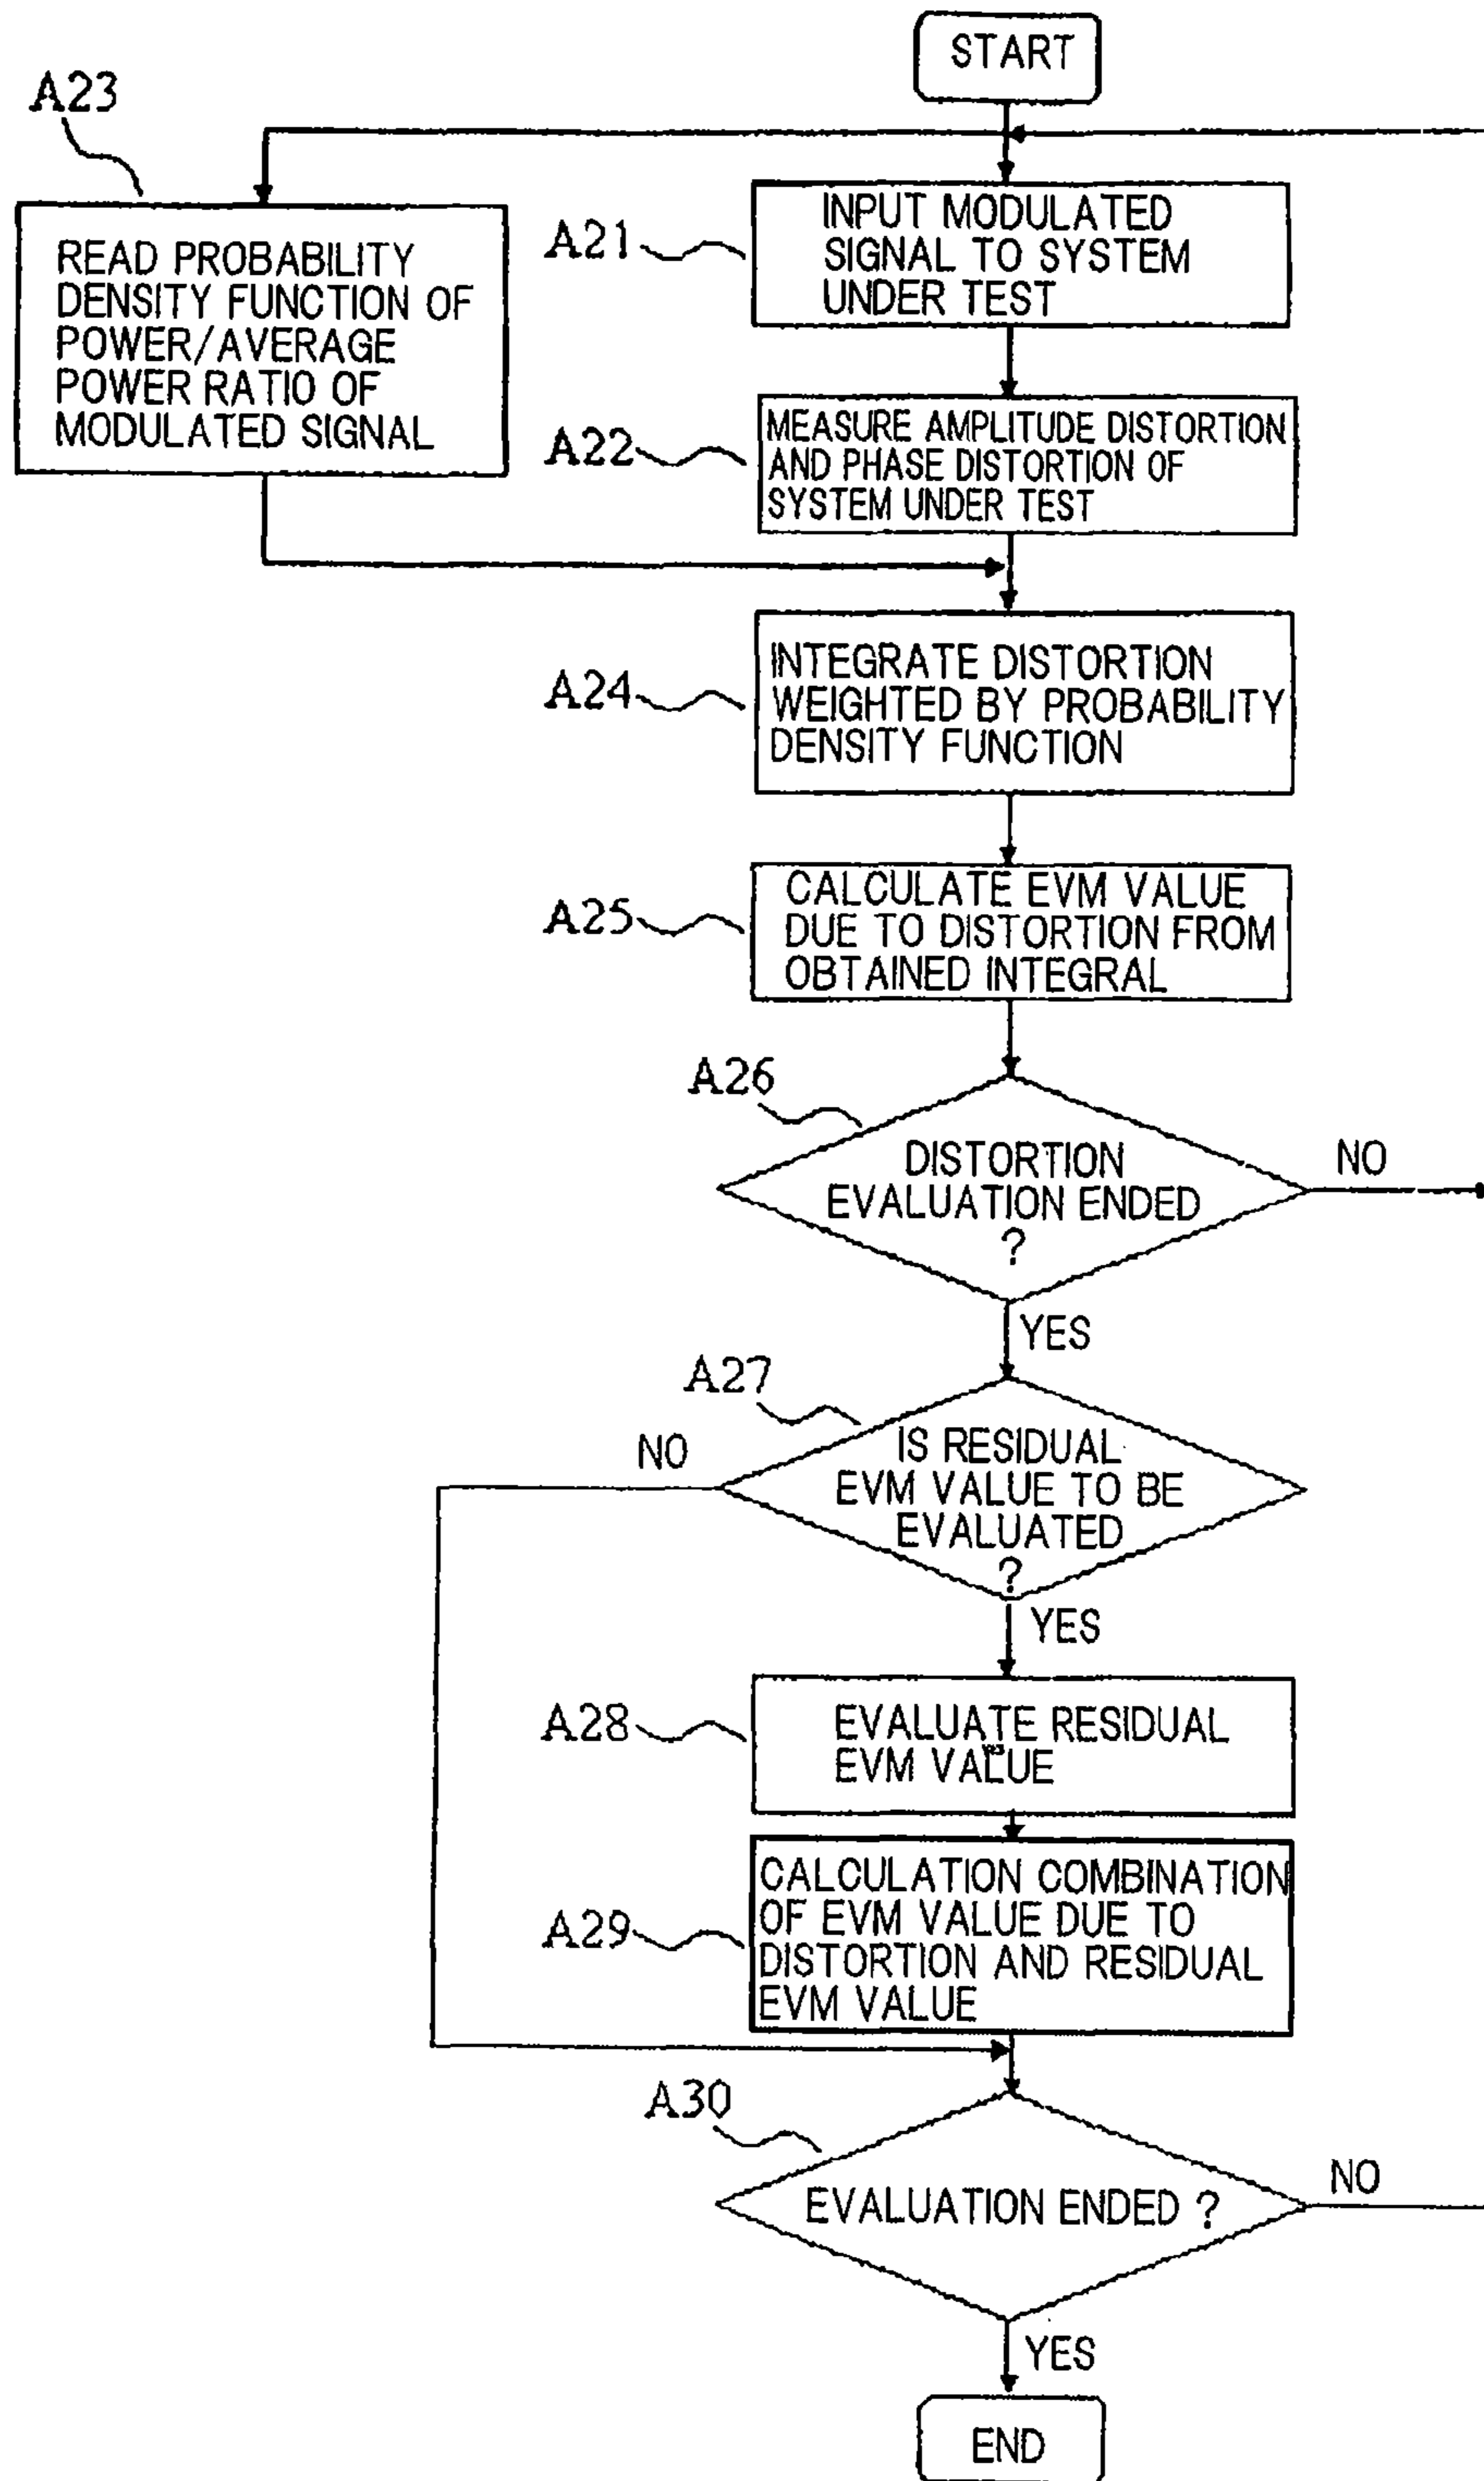 START
A23
READ PROBABILITY
DENSITY FUNCTION OF
POWER/AVERAGE
POWER RATIO OF
MODULATED SIGNAL
A21
INPUT MODULATED
SIGNAL TO SYSTEM
UNDER TEST
A22
MEASURE AMPLITUDE DISTORTION
AND PHASE DISTORTION OF
SYSTEM UNDER TEST
A24
INTEGRATE DISTORTION
WEIGHTED BY PROBABILITY
DENSITY FUNCTION
A25
CALCULATE EVM VALUE
DUE TO DISTORTION FROM
OBTAINED INTEGRAL
A26
DISTORTION
EVALUATION ENDED
?
NO
YES
A27
IS RESIDUAL
EVM VALUE TO BE
EVALUATED
?
NO
YES
A28
EVALUATE RESIDUAL
EVM VALUE
A29
CALCULATION COMBINATION
OF EVM VALUE DUE TO
DISTORTION AND RESIDUAL
EVM VALUE
A30
EVALUATION ENDED ?
NO
YES
END